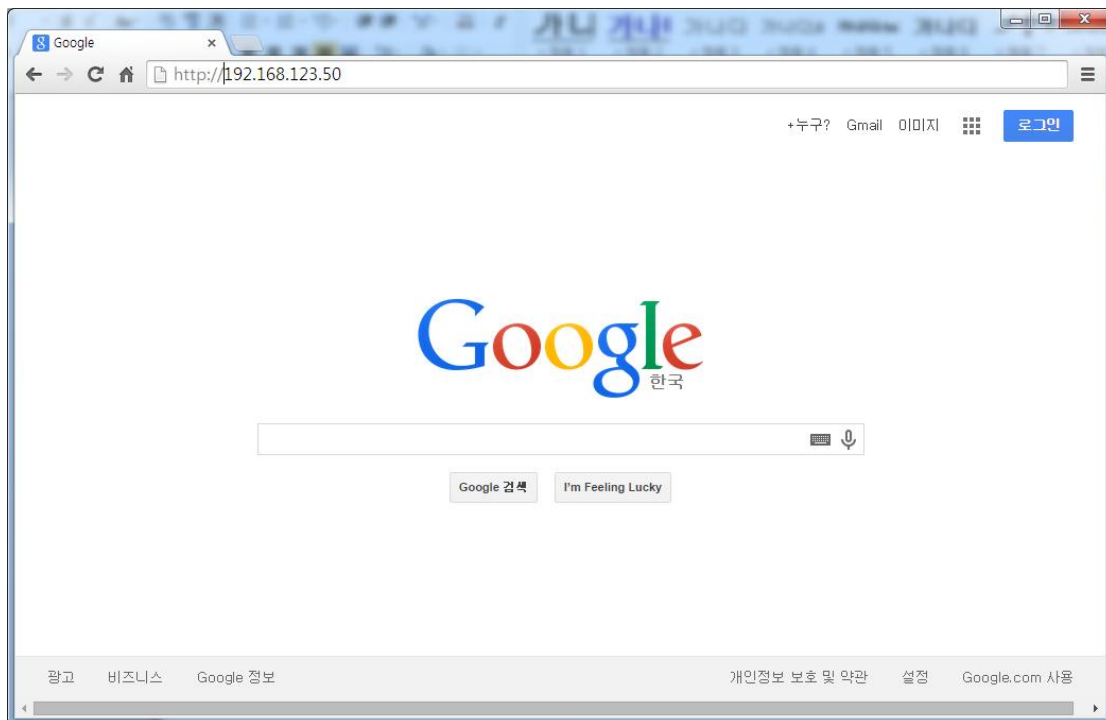 Google
http://192.168.123.50
+누구? Gmail 이미지 로그인
Google
한국
Google 검색 I'm Feeling Lucky
광고 비즈니스 Google 정보 개인정보 보호 및 약관 설정 Google.com 사용